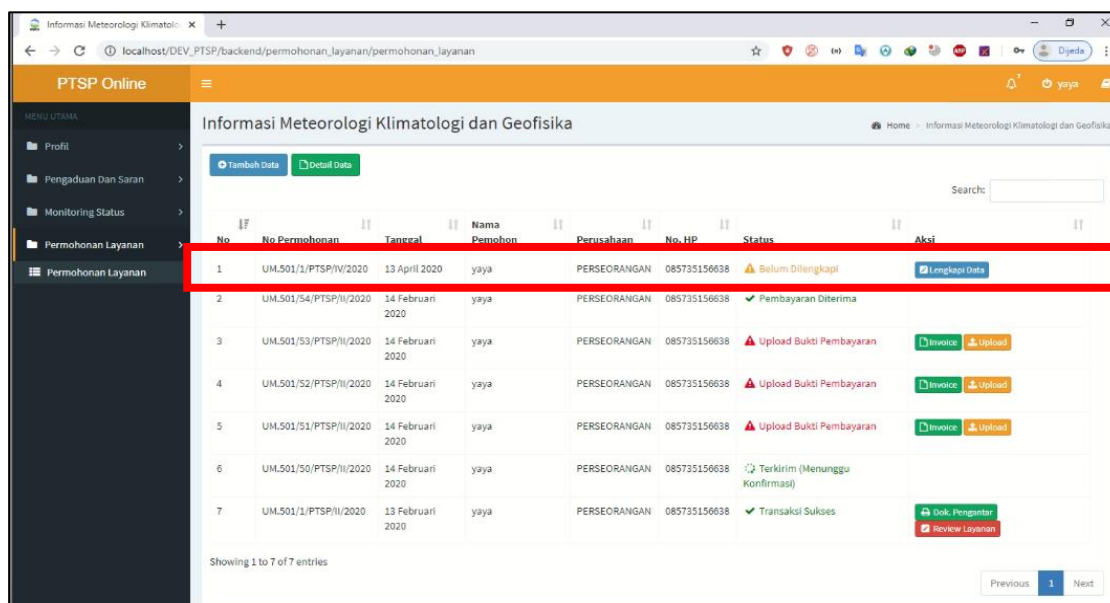 Informasi Meteorologi Klimatolo
localhost/DEV_PTSP/backend/permohonan_layanan/permohonan_layanan
Dijeda
PTSP Online
7
yaya
MENU UTAMA
Profil
Pengaduan Dan Saran
Monitoring Status
Permohonan Layanan
Permohonan Layanan
Informasi Meteorologi Klimatologi dan Geofisika
Home > Informasi Meteorologi Klimatologi dan Geofisika
Tambah Data Detail Data
Search:
No No Permohonan Tanggal Nama Pemohon Perusahaan No. HP Status Aksi
1 UM.501/1/PTSP/IV/2020 13 April 2020 yaya PERSEORANGAN 085735156638 Belum Dilengkapi Lengkapi Data
2 UM.501/54/PTSP/II/2020 14 Februari 2020 yaya PERSEORANGAN 085735156638 Pembayaran Diterima
3 UM.501/53/PTSP/II/2020 14 Februari 2020 yaya PERSEORANGAN 085735156638 Upload Bukti Pembayaran Invoice Upload
4 UM.501/52/PTSP/II/2020 14 Februari 2020 yaya PERSEORANGAN 085735156638 Upload Bukti Pembayaran Invoice Upload
5 UM.501/51/PTSP/II/2020 14 Februari 2020 yaya PERSEORANGAN 085735156638 Upload Bukti Pembayaran Invoice Upload
6 UM.501/50/PTSP/II/2020 14 Februari 2020 yaya PERSEORANGAN 085735156638 Terkirim (Menunggu Konfirmasi)
7 UM.501/1/PTSP/II/2020 13 Februari 2020 yaya PERSEORANGAN 085735156638 Transaksi Sukses Dok. Pengantar Review Layanan
Showing 1 to 7 of 7 entries
Previous 1 Next